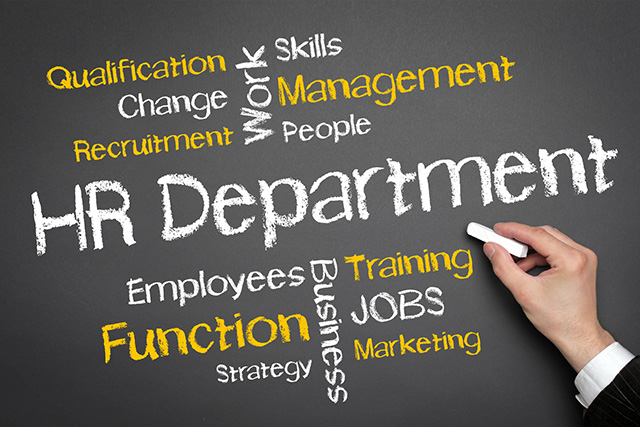 Qualification
Change
Recruitment
Work
Skills
Management
People
HR Department
Employees
Function
Strategy
Business
Training
JOBS
Marketing